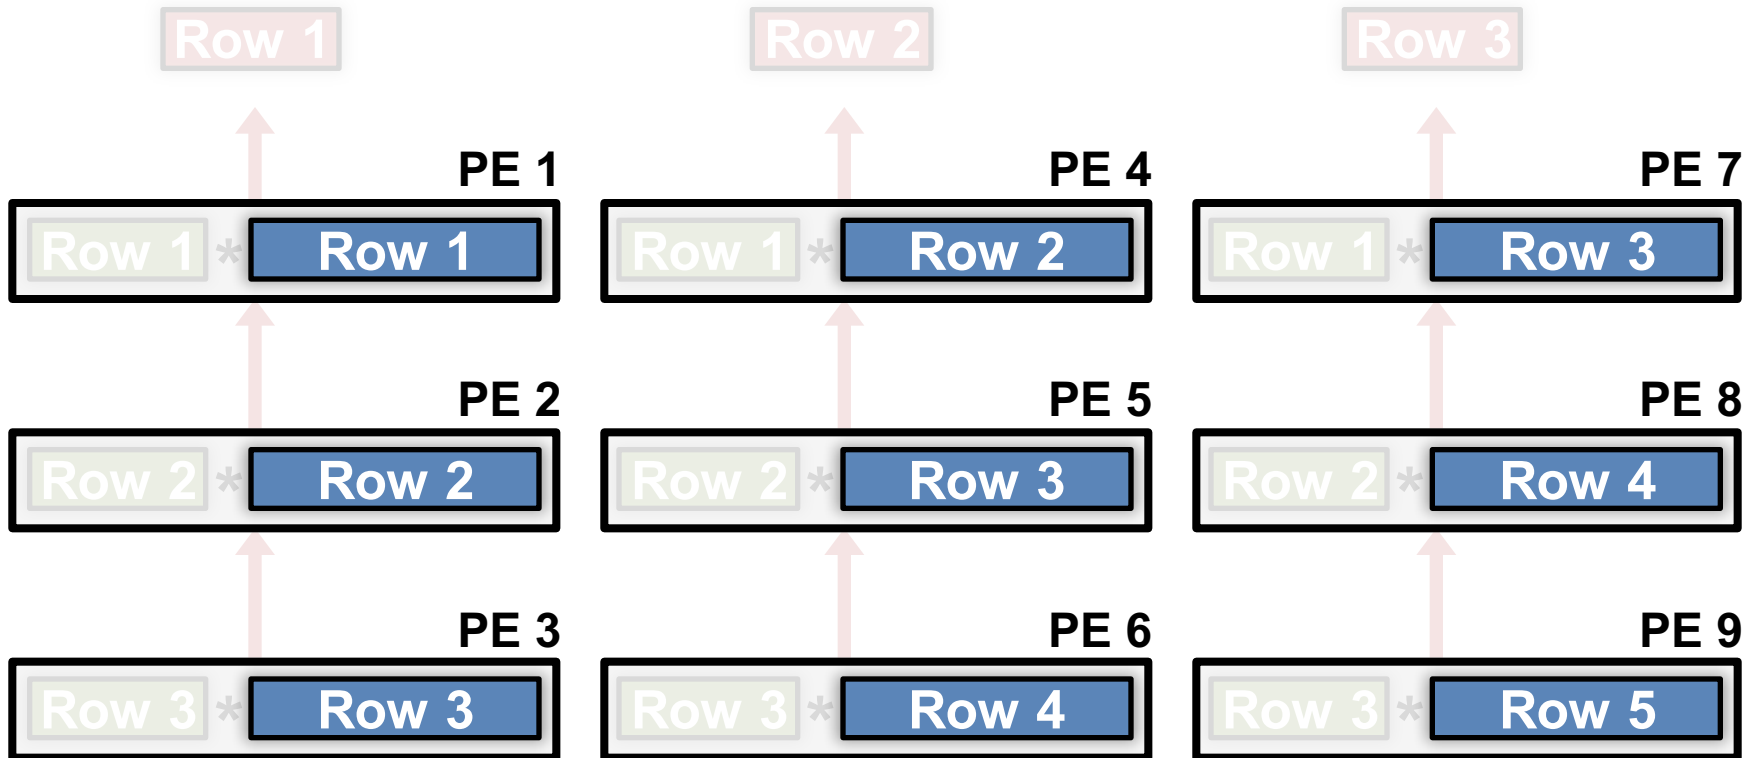 Row 1 Row 2 Row 3
PE 1 PE 4 PE 7
Row 1 * Row 1 Row 1 * Row 2 Row 1 * Row 3
PE 2 PE 5 PE 8
Row 2 * Row 2 Row 2 * Row 3 Row 2 * Row 4
PE 3 PE 6 PE 9
Row 3 * Row 3 Row 3 * Row 4 Row 3 * Row 5